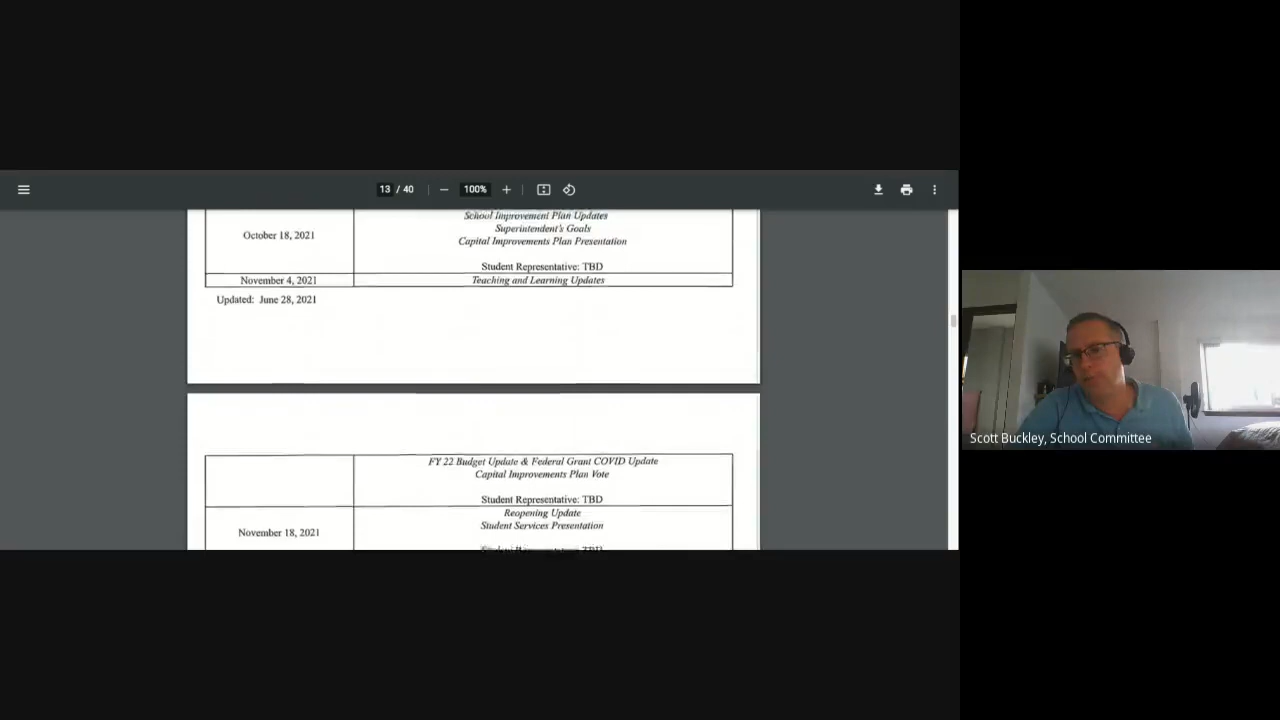 13 / 40
100%
School Improvement Plan Updates
October 18, 2021
Superintendent's Goals
Capital Improvements Plan Presentation
Student Representative: TBD
November 4, 2021
Teaching and Learning Updates
Updated: June 28, 2021
FY 22 Budget Update & Federal Grant COVID Update
Capital Improvements Plan Vote
Student Representative: TBD
Reopening Update
November 18, 2021
Student Services Presentation
Student Representative: TBD
Scott Buckley, School Committee